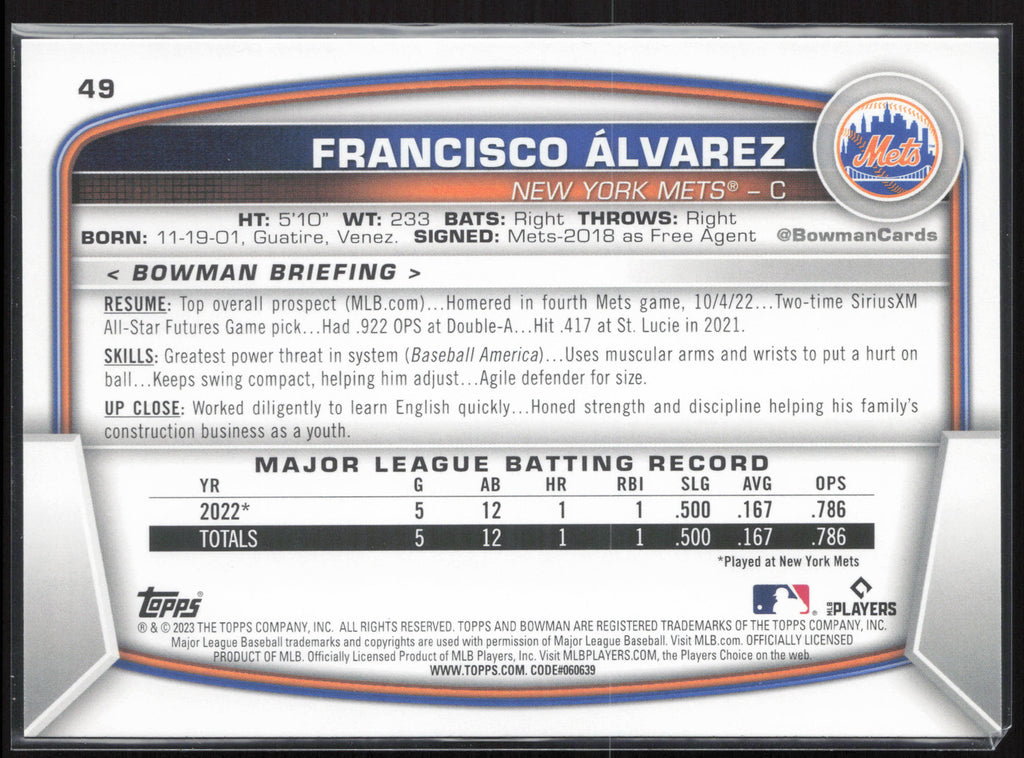 49
Mets
FRANCISCO ÁLVAREZ
NEW YORK METS® – C
HT: 5'10" WT: 233 BATS: Right THROWS: Right
BORN: 11-19-01, Guatire, Venez. SIGNED: Mets-2018 as Free Agent @BowmanCards
< BOWMAN BRIEFING >
RESUME: Top overall prospect (MLB.com)...Homered in fourth Mets game, 10/4/22...Two-time SiriusXM
All-Star Futures Game pick...Had .922 OPS at Double-A...Hit .417 at St. Lucie in 2021.
SKILLS: Greatest power threat in system (Baseball America)...Uses muscular arms and wrists to put a hurt on
ball...Keeps swing compact, helping him adjust...Agile defender for size.
UP CLOSE: Worked diligently to learn English quickly...Honed strength and discipline helping his family's
construction business as a youth.
MAJOR LEAGUE BATTING RECORD
YR G AB HR RBI SLG AVG OPS
2022* 5 12 1 1 .500 .167 .786
TOTALS 5 12 1 1 .500 .167 .786
*Played at New York Mets
Topps®
® MLB PLAYERS
® & © 2023 THE TOPPS COMPANY, INC. ALL RIGHTS RESERVED. TOPPS AND BOWMAN ARE REGISTERED TRADEMARKS OF THE TOPPS COMPANY, INC.
Major League Baseball trademarks and copyrights are used with permission of Major League Baseball. Visit MLB.com. OFFICIALLY LICENSED
PRODUCT OF MLB. Officially Licensed Product of MLB Players, Inc. Visit MLBPLAYERS.COM, the Players Choice on the web.
WWW.TOPPS.COM. CODE#060639